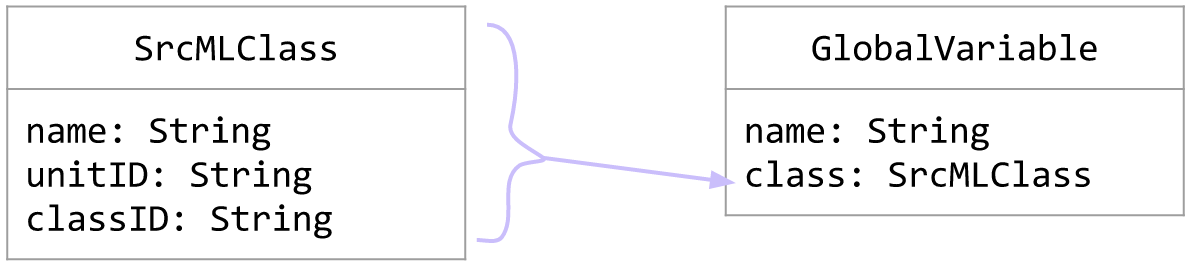 SrcMLClass
name: String
unitID: String
classID: String
GlobalVariable
name: String
class: SrcMLClass